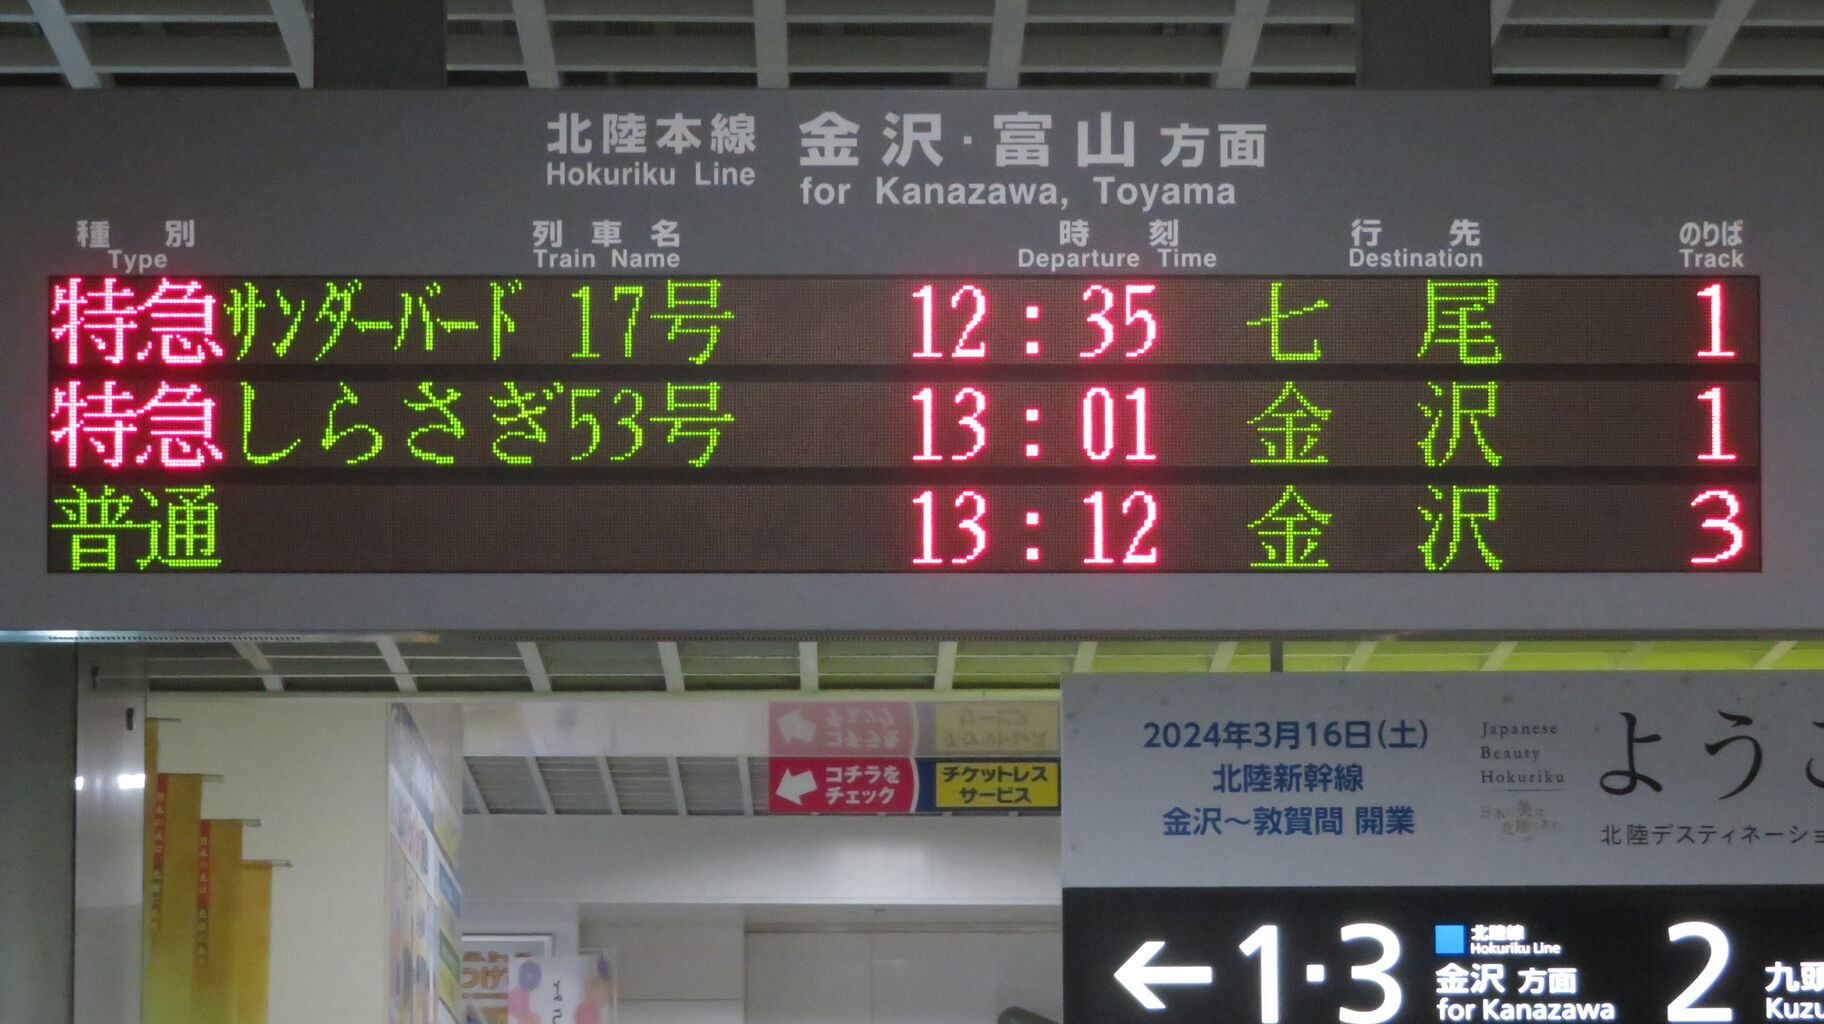 北陸本線 金沢・富山方面
Hokuriku Line for Kanazawa, Toyama
種別 列車名 時刻 行先 のりば
Type Train Name Departure Time Destination Track
特急 サンダーバード 17号 12:35 七尾 1
特急 しらさぎ53号 13:01 金沢 1
普通 13:12 金沢 3
コチラを
チェック
チケットレス
サービス
2024年3月16日(土)
北陸新幹線
金沢～敦賀間 開業
Japanese
Beauty
Hokuriku
ようこ
北陸デスティネーショ
← 1・3 北陸線
Hokuriku Line
金沢 方面
for Kanazawa
2 九頭
Kuzu